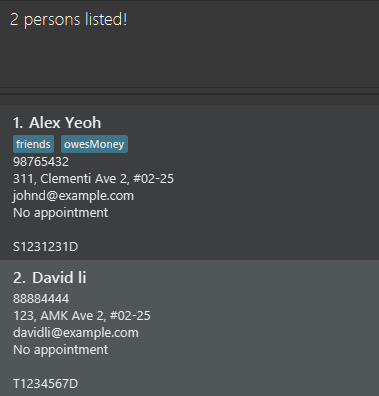 2 persons listed!
1. Alex Yeoh
friends owesMoney
98765432
311, Clementi Ave 2, #02-25
johnd@example.com
No appointment
S1231231D
2. David li
88884444
123, AMK Ave 2, #02-25
davidli@example.com
No appointment
T1234567D